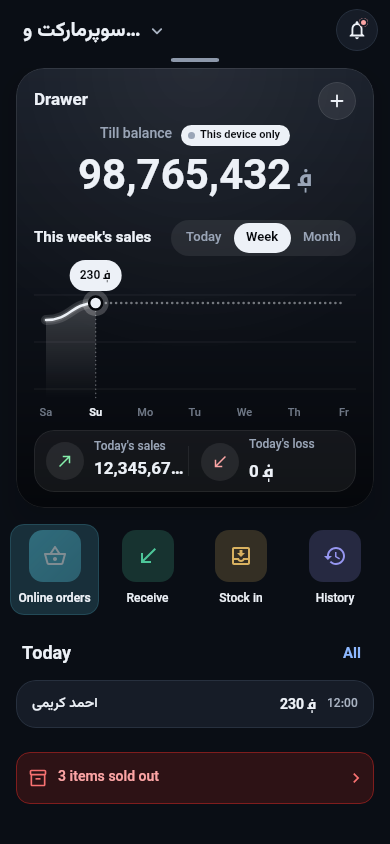 سوپرمارکت و...
Drawer
Till balance
This device only
98,765,432 ؋
This week's sales
Today Week Month
230 ؋
Sa Su Mo Tu We Th Fr
Today's sales
12,345,67...
Today's loss
0 ؋
Online orders
Receive
Stock in
History
Today
All
احمد کریمی
230 ؋
12:00
3 items sold out